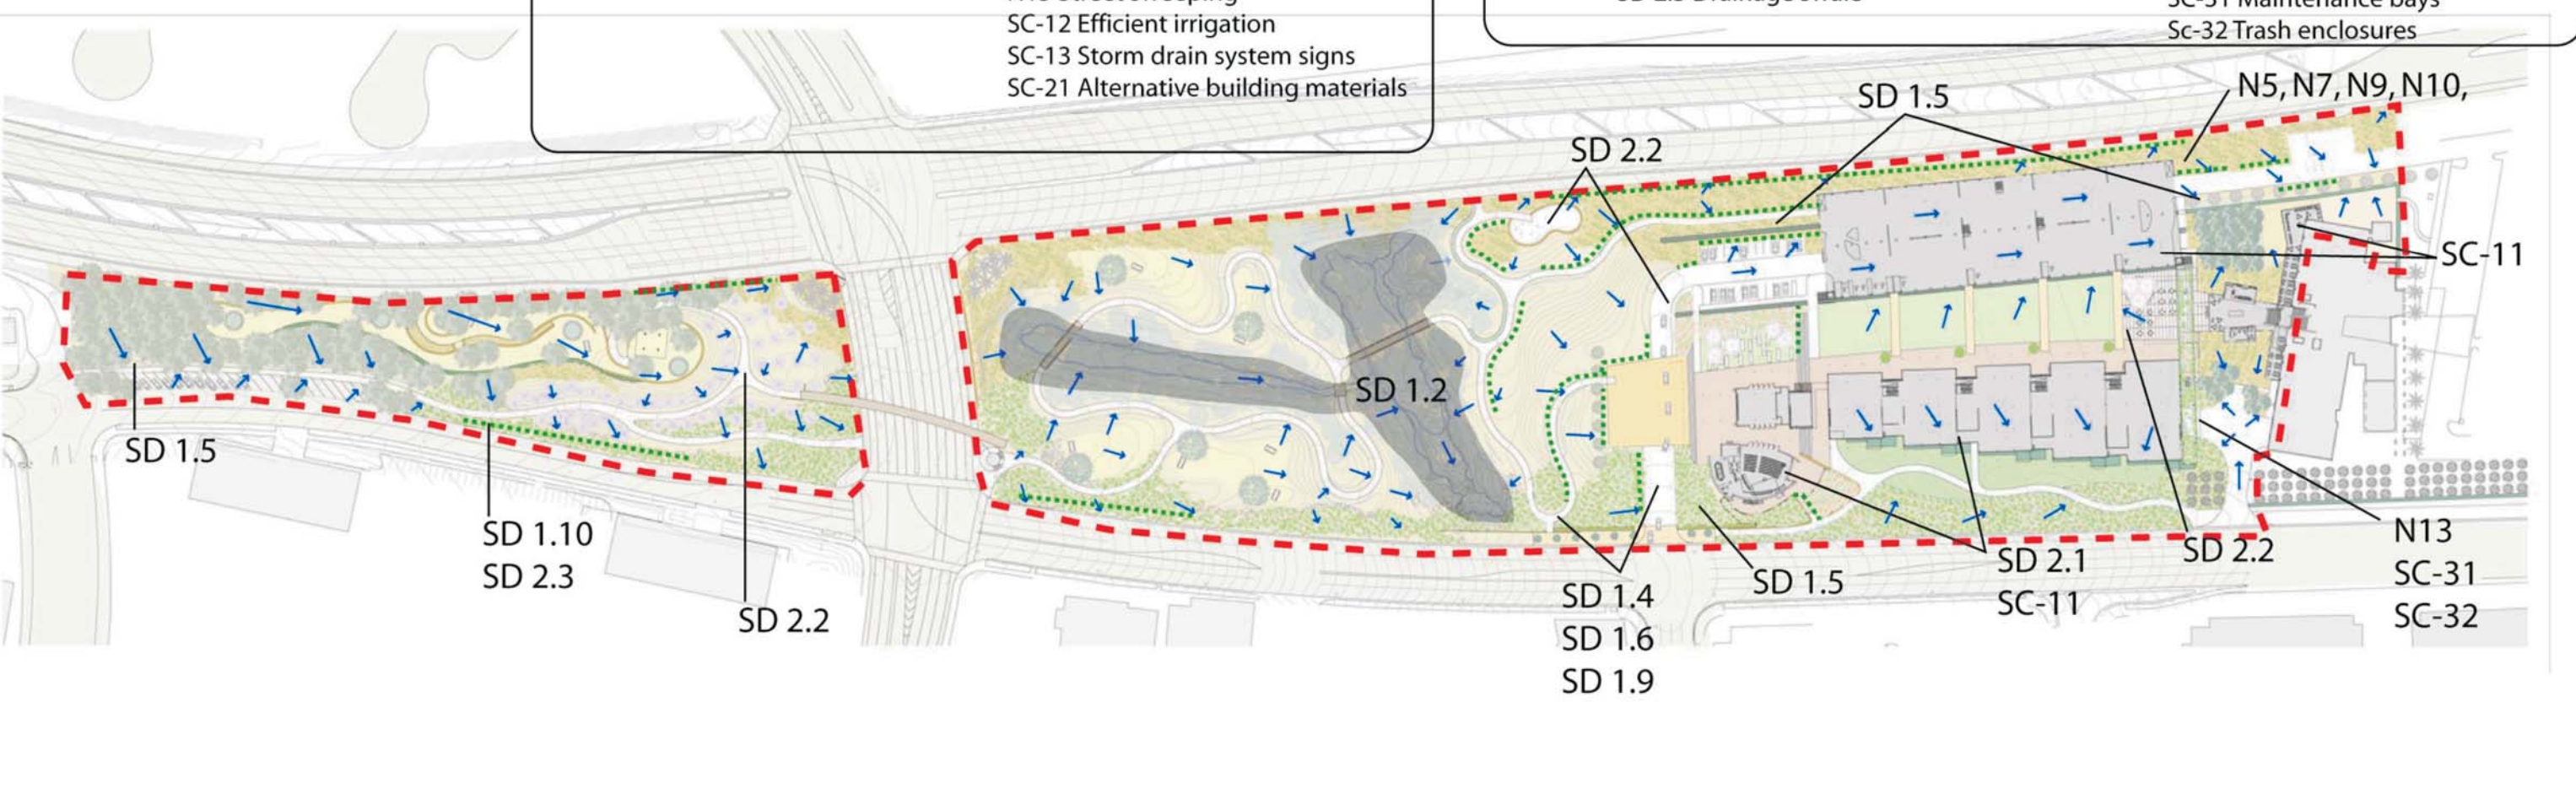 SC-12 Efficient irrigation
SC-13 Storm drain system signs
SC-21 Alternative building materials
Sc-32 Trash enclosures
SD 1.5
N5, N7, N9, N10,
SD 2.2
SC-11
SD 1.2
SD 1.5
SD 1.10
SD 2.3
SD 2.2
SD 1.4
SD 1.6
SD 1.9
SD 1.5
SD 2.1
SC-11
SD 2.2
N13
SC-31
SC-32